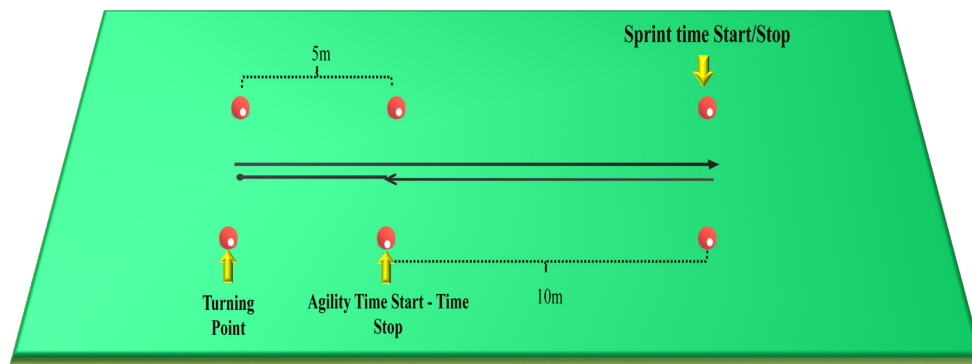 Sprint time Start/Stop
5m
10m
Turning
Point
Agility Time Start - Time
Stop